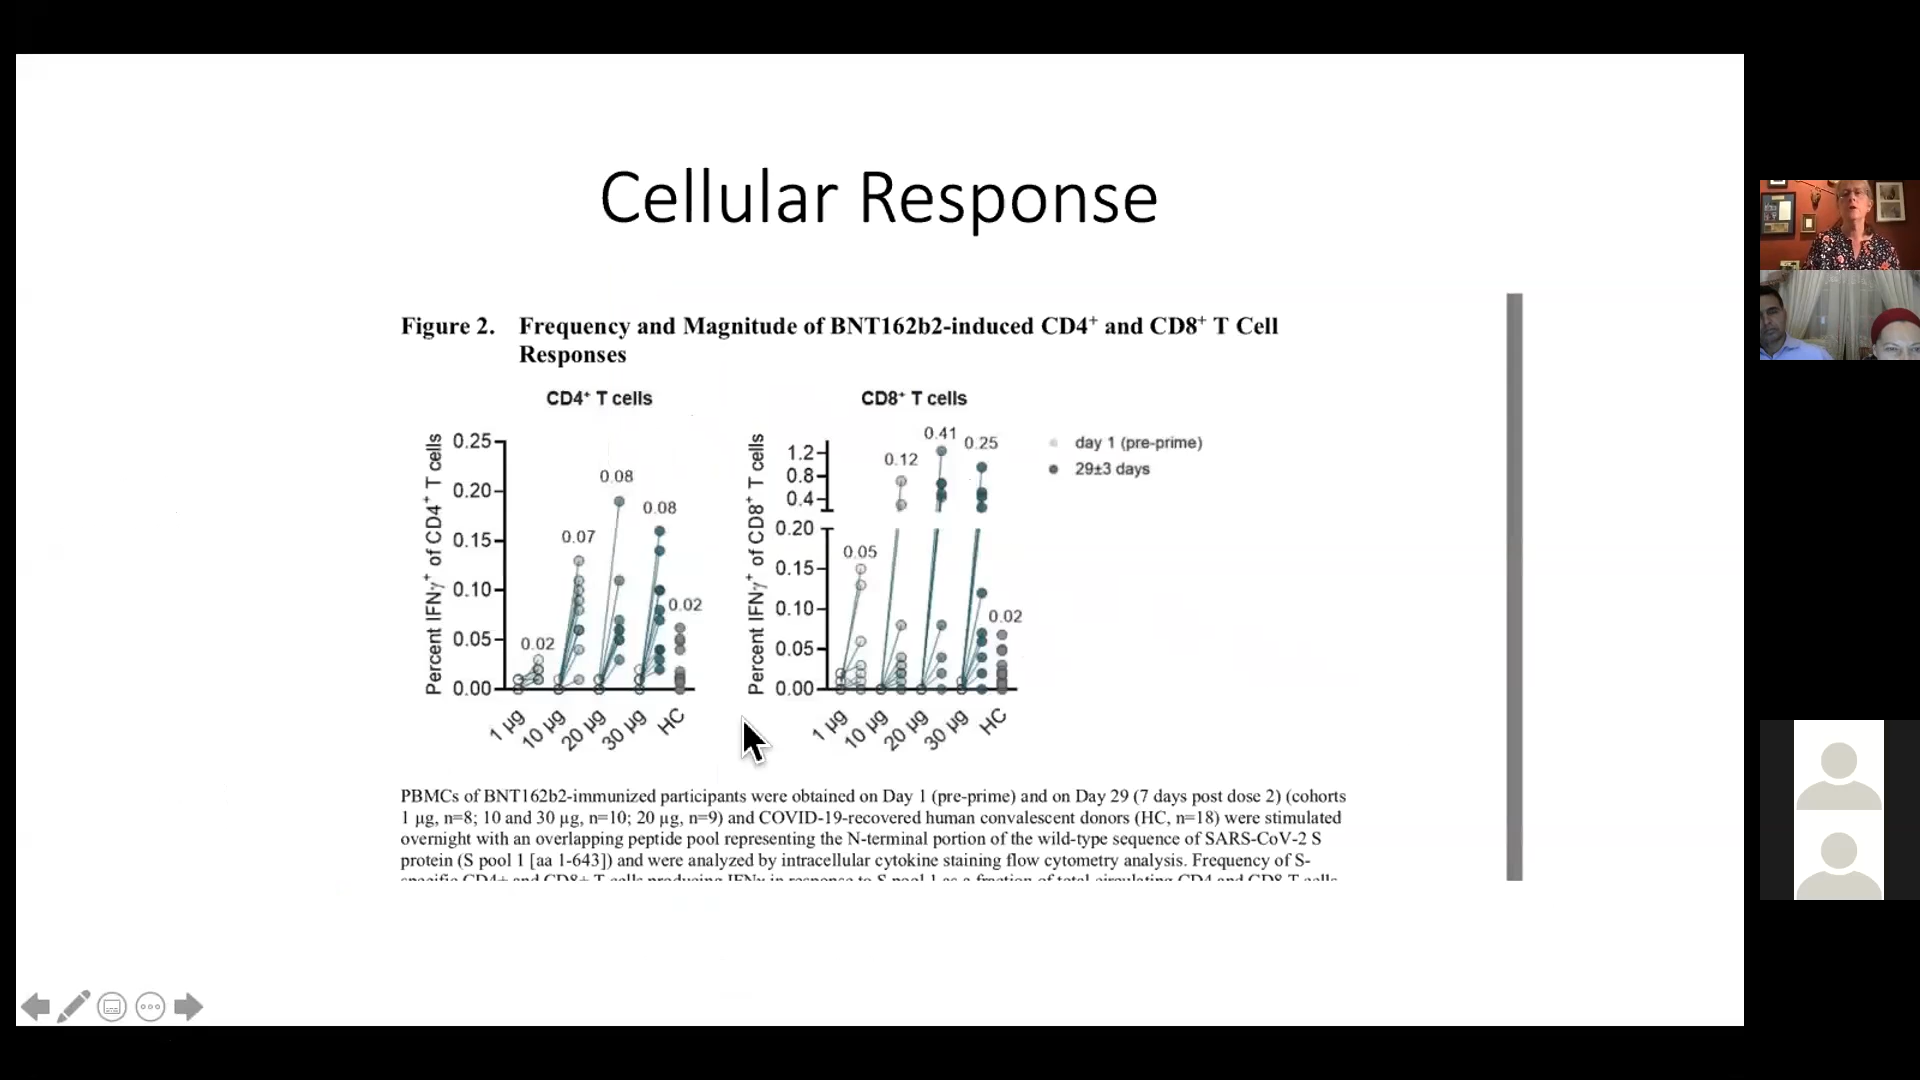 Cellular Response
Figure 2. Frequency and Magnitude of BNT162b2-induced CD4⁺ and CD8⁺ T Cell
Responses
CD4⁺ T cells
CD8⁺ T cells
Percent IFNγ⁺ of CD4⁺ T cells
0.25
0.20
0.15
0.10
0.05
0.00
0.02
0.07
0.08
0.08
0.02
1 µg
10 µg
20 µg
30 µg
HC
Percent IFNγ⁺ of CD8⁺ T cells
1.2
0.8
0.4
0.20
0.15
0.10
0.05
0.00
0.05
0.12
0.41
0.25
0.02
1 µg
10 µg
20 µg
30 µg
HC
day 1 (pre-prime)
29±3 days
PBMCs of BNT162b2-immunized participants were obtained on Day 1 (pre-prime) and on Day 29 (7 days post dose 2) (cohorts
1 µg, n=8; 10 and 30 µg, n=10; 20 µg, n=9) and COVID-19-recovered human convalescent donors (HC, n=18) were stimulated
overnight with an overlapping peptide pool representing the N-terminal portion of the wild-type sequence of SARS-CoV-2 S
protein (S pool 1 [aa 1-643]) and were analyzed by intracellular cytokine staining flow cytometry analysis. Frequency of S-
specific CD4+ and CD8+ T cells producing IFNγ in response to S pool 1 as a fraction of total circulating CD4 and CD8 T cells